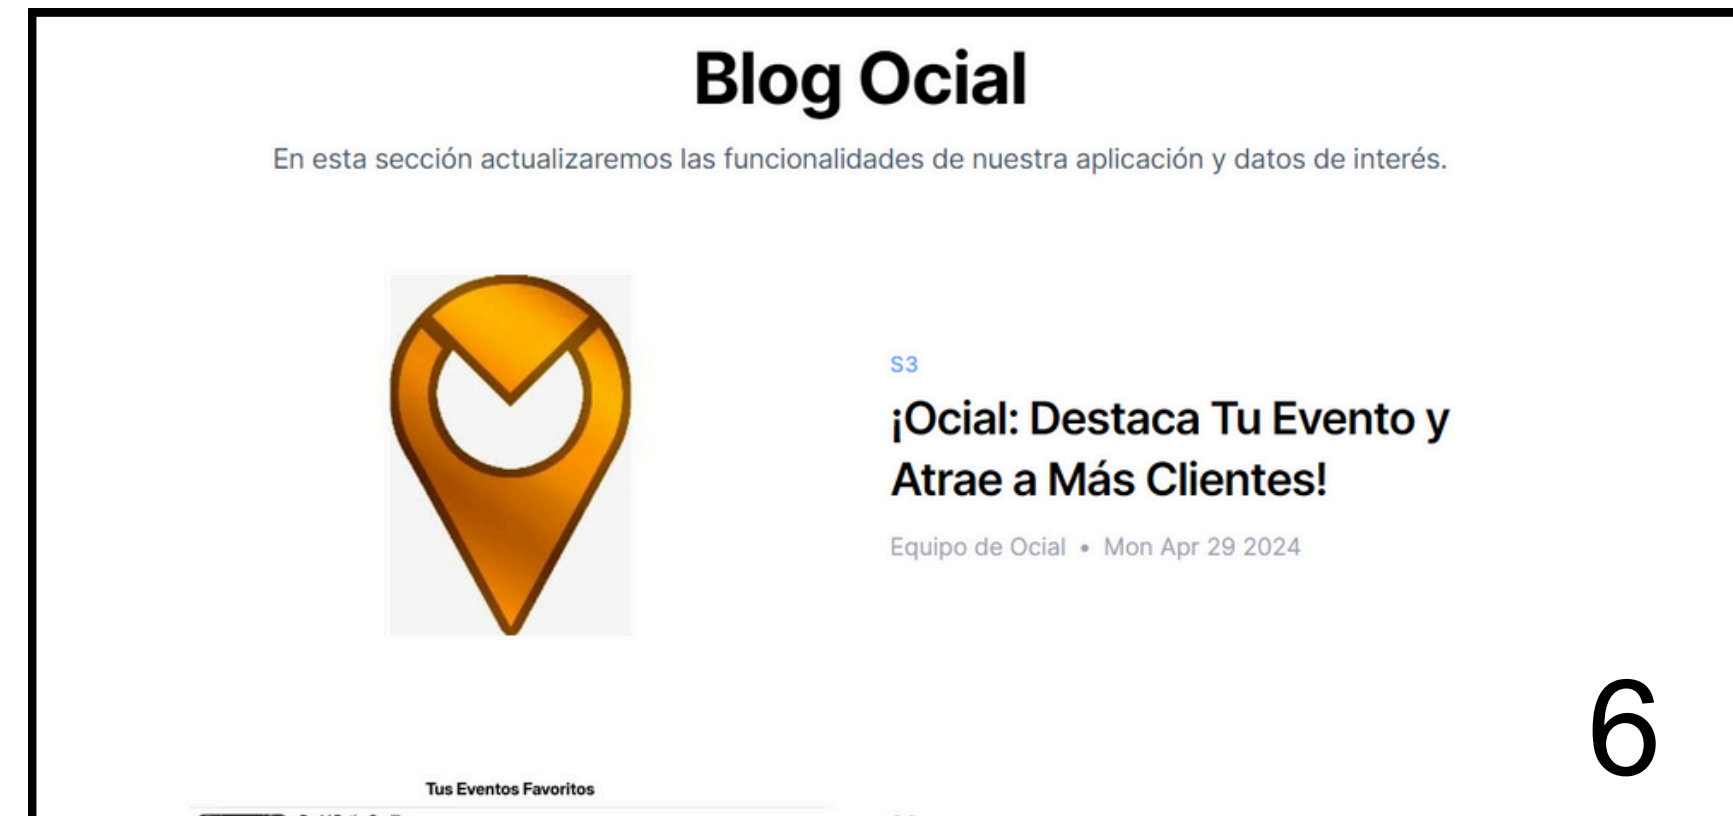 Blog Ocial
En esta sección actualizaremos las funcionalidades de nuestra aplicación y datos de interés.
S3
¡Ocial: Destaca Tu Evento y
Atrae a Más Clientes!
Equipo de Ocial • Mon Apr 29 2024
6
Tus Eventos Favoritos